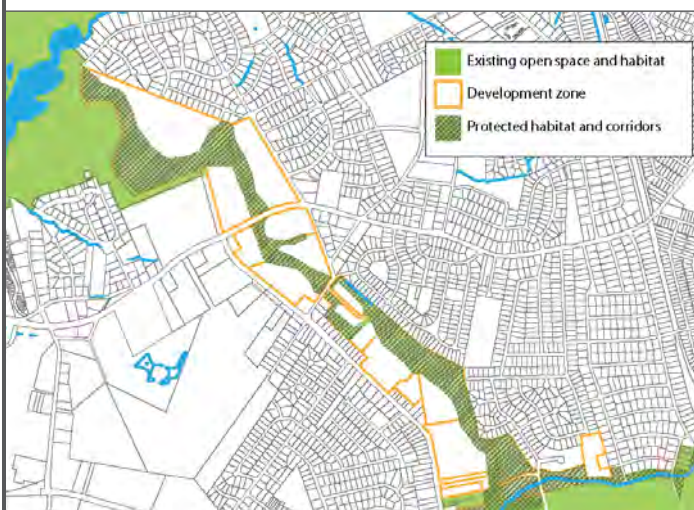 Existing open space and habitat
Development zone
Protected habitat and corridors